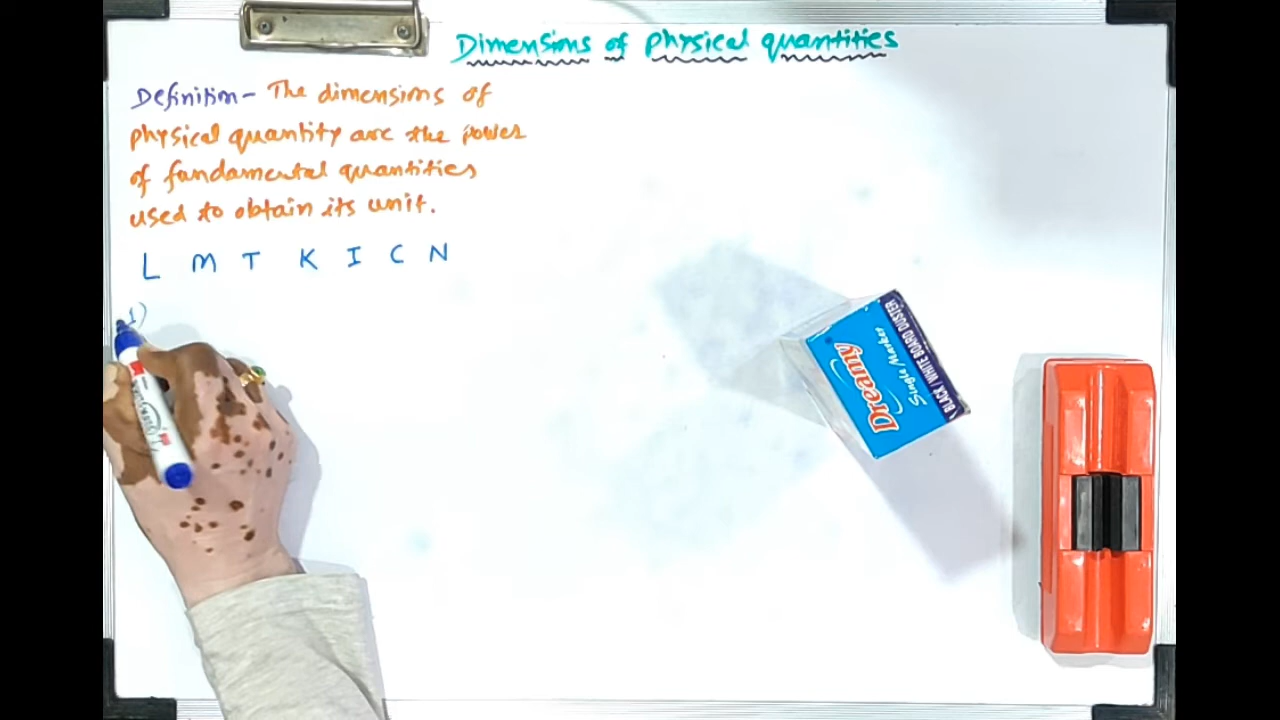 Dimensions of physical quantities
Definition- The dimensions of
physical quantity are the power
of fundamental quantities
used to obtain its unit.
L M T K I C N
1)
Dreamy
Single Marker
BLACK / WHITE BOARD DUSTER